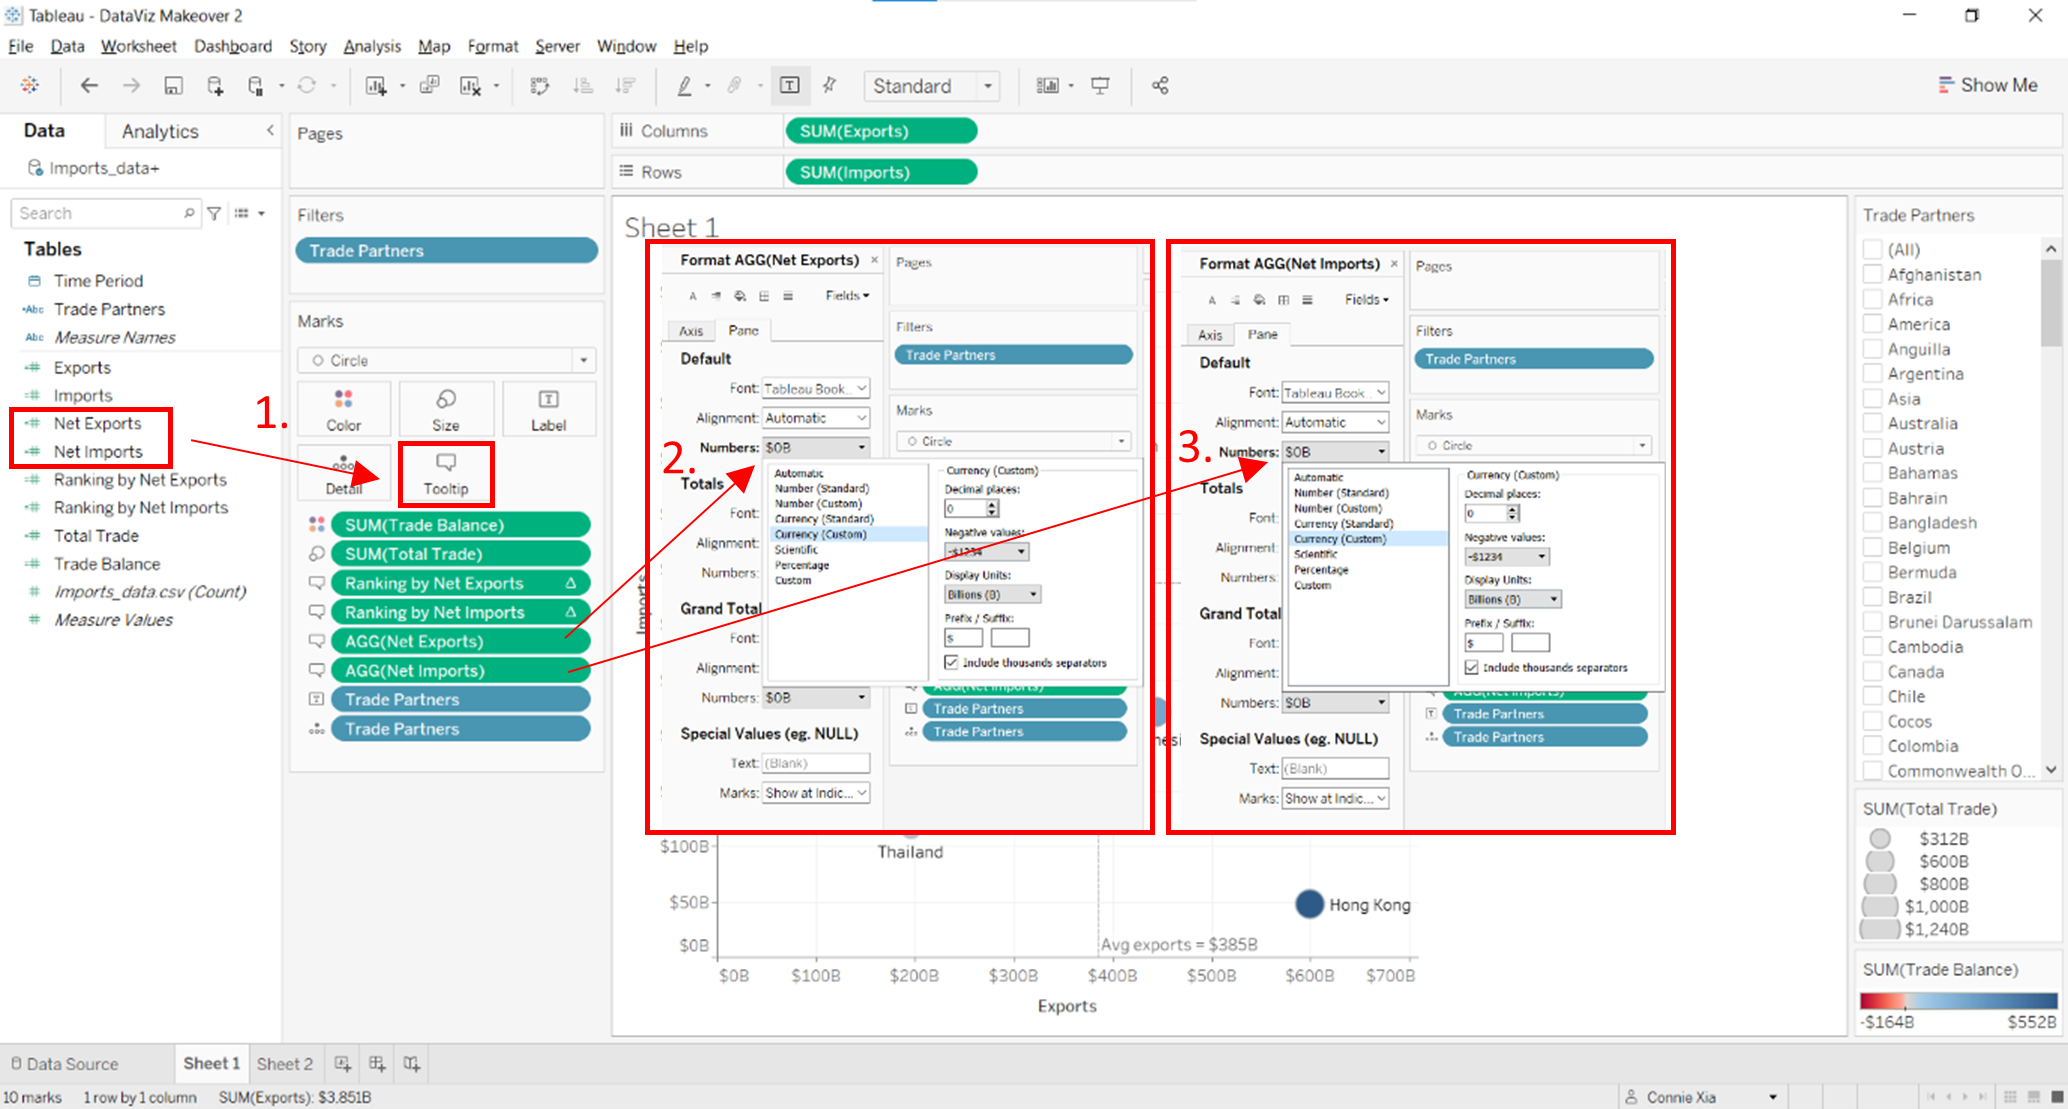 Tableau - DataViz Makeover 2
File Data Worksheet Dashboard Story Analysis Map Format Server Window Help
Standard
Show Me
Data
Analytics
Imports_data+
Search
Tables
Time Period
Abc Trade Partners
Abc Measure Names
Exports
Imports
Net Exports
Net Imports
Ranking by Net Exports
Ranking by Net Imports
Total Trade
Trade Balance
Imports_data.csv (Count)
Measure Values
1.
Pages
Filters
Trade Partners
Marks
Circle
Color
Size
Label
Detail
Tooltip
SUM(Trade Balance)
SUM(Total Trade)
Ranking by Net Exports
Ranking by Net Imports
AGG(Net Exports)
AGG(Net Imports)
Trade Partners
Trade Partners
Columns
SUM(Exports)
Rows
SUM(Imports)
Sheet 1
2.
Format AGG(Net Exports)
Fields
Axis
Pane
Default
Font: Tableau Book...
Alignment: Automatic
Numbers: $0B
Automatic
Number (Standard)
Number (Custom)
Currency (Standard)
Currency (Custom)
Scientific
Percentage
Custom
Currency (Custom)
Decimal places:
0
Negative values:
-$1234
Display Units:
Billions (B)
Prefix / Suffix:
$
Include thousands separators
Totals
Font:
Alignment:
Numbers:
Grand Total
Font:
Alignment:
Numbers: $0B
Special Values (eg. NULL)
Text: (Blank)
Marks: Show at Indic...
Pages
Filters
Trade Partners
Marks
Circle
AGG(Net Imports)
Trade Partners
Trade Partners
3.
Format AGG(Net Imports)
Fields
Axis
Pane
Default
Font: Tableau Book...
Alignment: Automatic
Numbers: $0B
Automatic
Number (Standard)
Number (Custom)
Currency (Standard)
Currency (Custom)
Scientific
Percentage
Custom
Currency (Custom)
Decimal places:
0
Negative values:
-$1234
Display Units:
Billions (B)
Prefix / Suffix:
$
Include thousands separators
Totals
Font:
Alignment:
Numbers:
Grand Total
Font:
Alignment:
Numbers: $0B
Special Values (eg. NULL)
Text: (Blank)
Marks: Show at Indic...
Pages
Filters
Trade Partners
Marks
Circle
AGG(Net Imports)
Trade Partners
Trade Partners
Imports
$100B
$50B
$0B
Thailand
Hong Kong
Avg exports = $385B
$0B $100B $200B $300B $400B $500B $600B $700B
Exports
Trade Partners
(All)
Afghanistan
Africa
America
Anguilla
Argentina
Asia
Australia
Austria
Bahamas
Bahrain
Bangladesh
Belgium
Bermuda
Brazil
Brunei Darussalam
Cambodia
Canada
Chile
Cocos
Colombia
Commonwealth O...
SUM(Total Trade)
$312B
$600B
$800B
$1,000B
$1,240B
SUM(Trade Balance)
-$164B $552B
Data Source
Sheet 1
Sheet 2
10 marks 1 row by 1 column SUM(Exports): $3,851B
Connie Xia